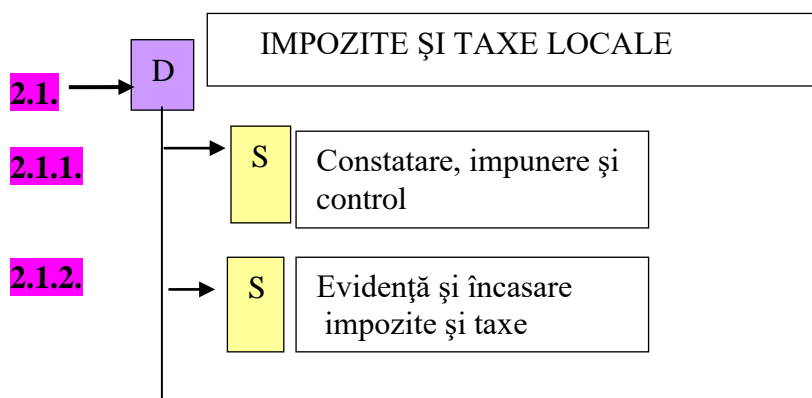 IMPOZITE ŞI TAXE LOCALE
D
2.1.
2.1.1.
S
Constatare, impunere şi
control
2.1.2.
S
Evidenţă şi încasare
impozite şi taxe